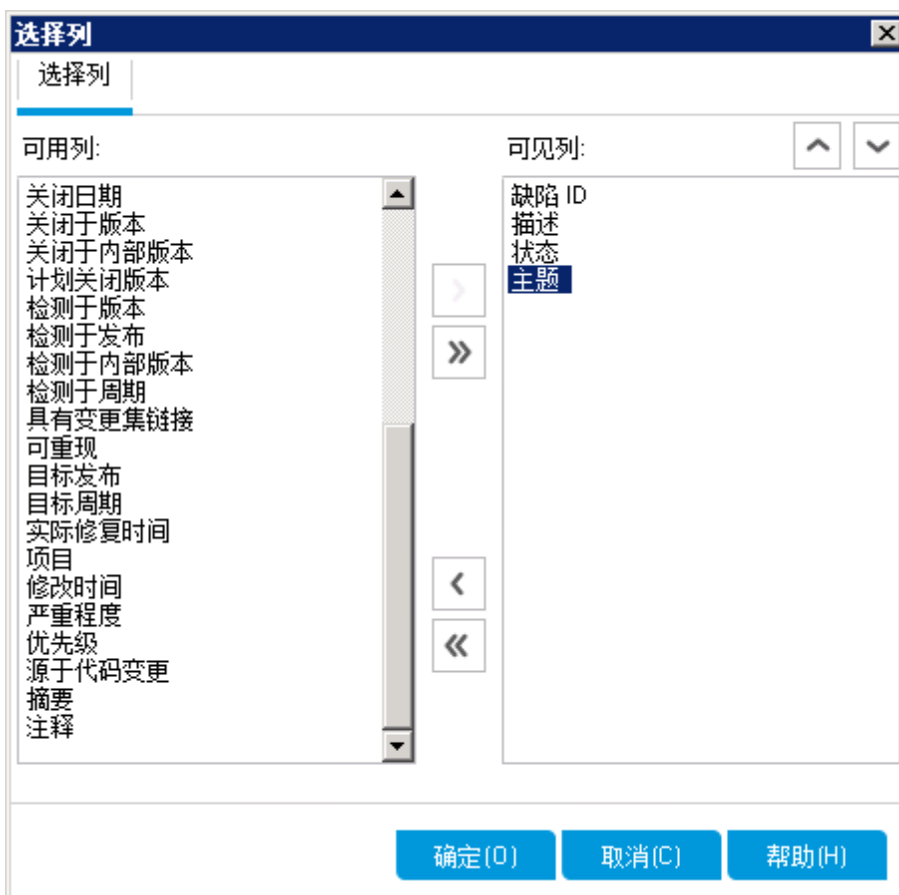 选择列
选择列
可用列:
关闭日期
关闭于版本
关闭于内部版本
计划关闭版本
检测于版本
检测于发布
检测于内部版本
检测于周期
具有变更集链接
可重现
目标发布
目标周期
实际修复时间
项目
修改时间
严重程度
优先级
源于代码变更
摘要
注释
可见列:
缺陷 ID
描述
状态
主题
确定(O)
取消(C)
帮助(H)